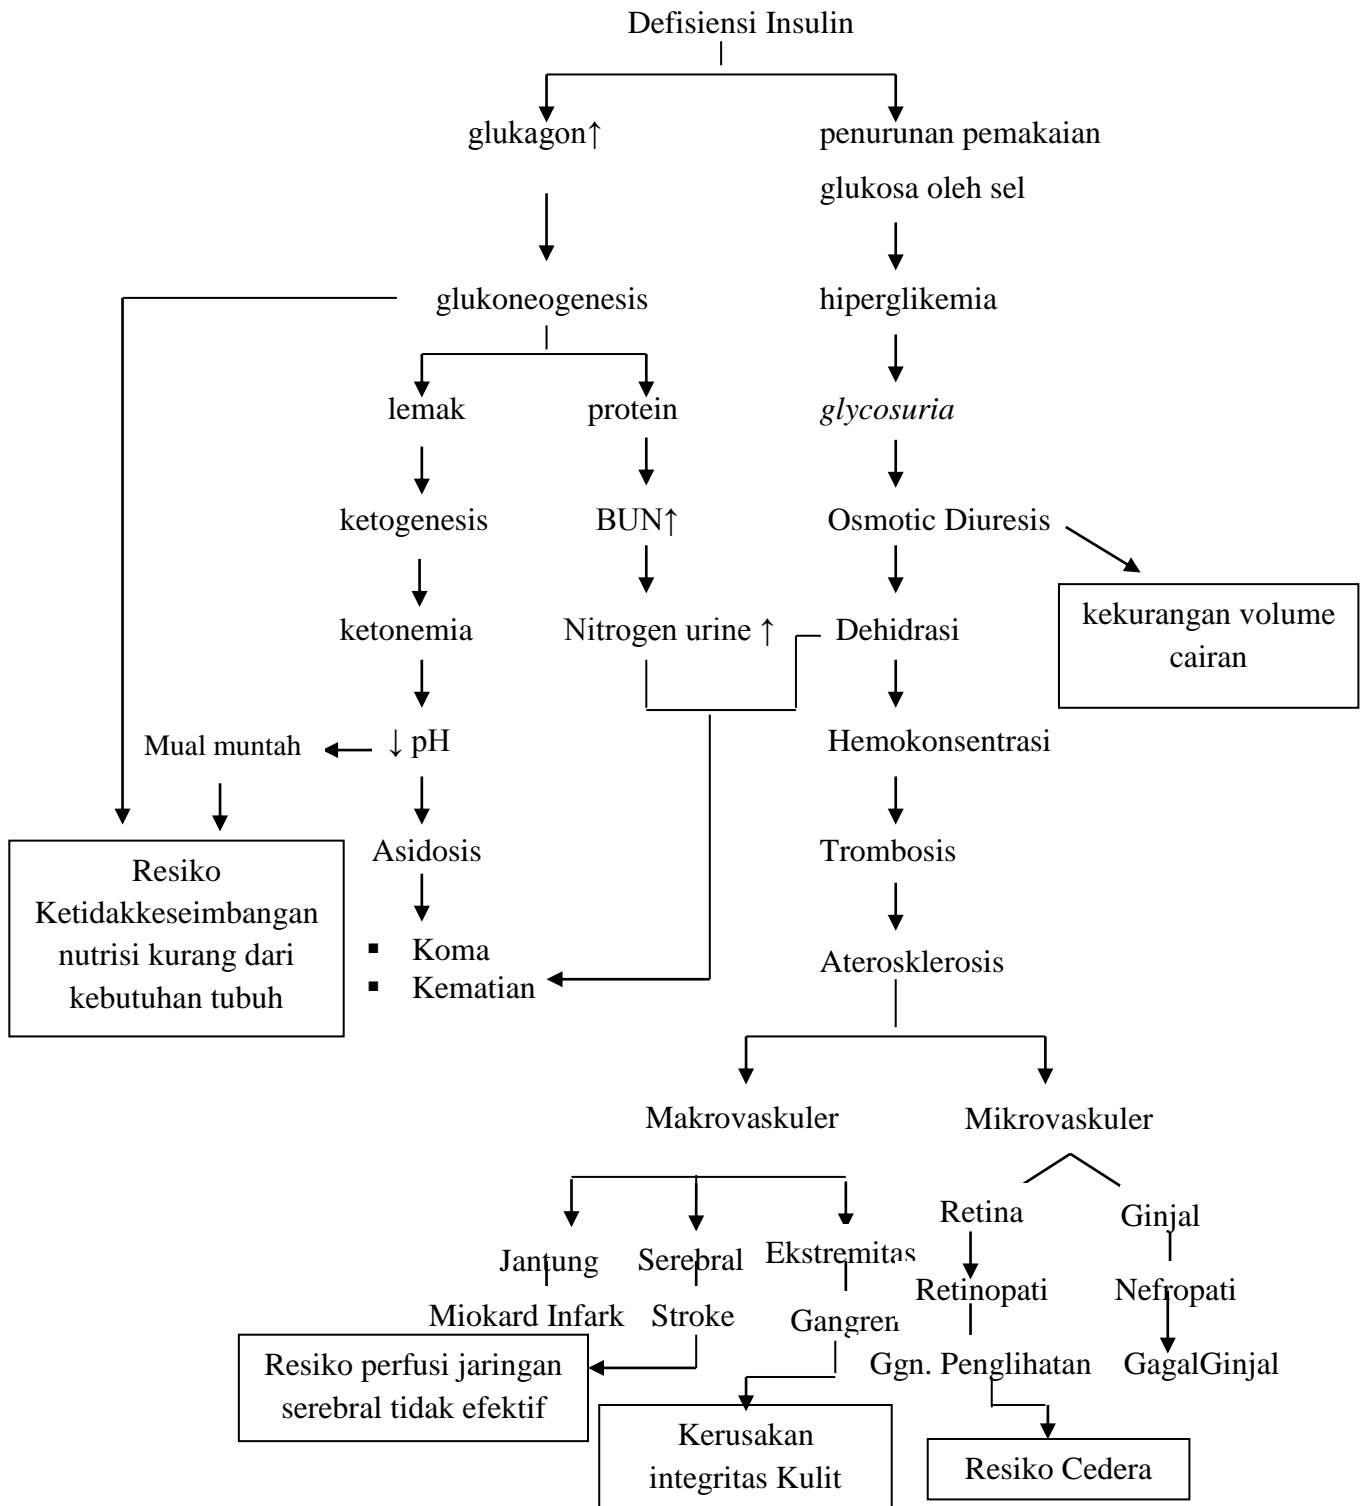 Defisiensi Insulin
glukagon↑
penurunan pemakaian
glukosa oleh sel
glukoneogenesis
hiperglikemia
lemak
protein
glycosuria
ketogenesis
BUN↑
Osmotic Diuresis
kekurangan volume
cairan
ketonemia
Nitrogen urine ↑
Dehidrasi
Mual muntah
↓ pH
Hemokonsentrasi
Resiko
Ketidakkeseimbangan
nutrisi kurang dari
kebutuhan tubuh
Asidosis
Trombosis
▪ Koma
▪ Kematian
Aterosklerosis
Makrovaskuler
Mikrovaskuler
Retina
Ginjal
Jantung
Serebral
Ekstremitas
Retinopati
Nefropati
Miokard Infark
Stroke
Gangren
Ggn. Penglihatan
GagalGinjal
Resiko perfusi jaringan
serebral tidak efektif
Kerusakan
integritas Kulit
Resiko Cedera